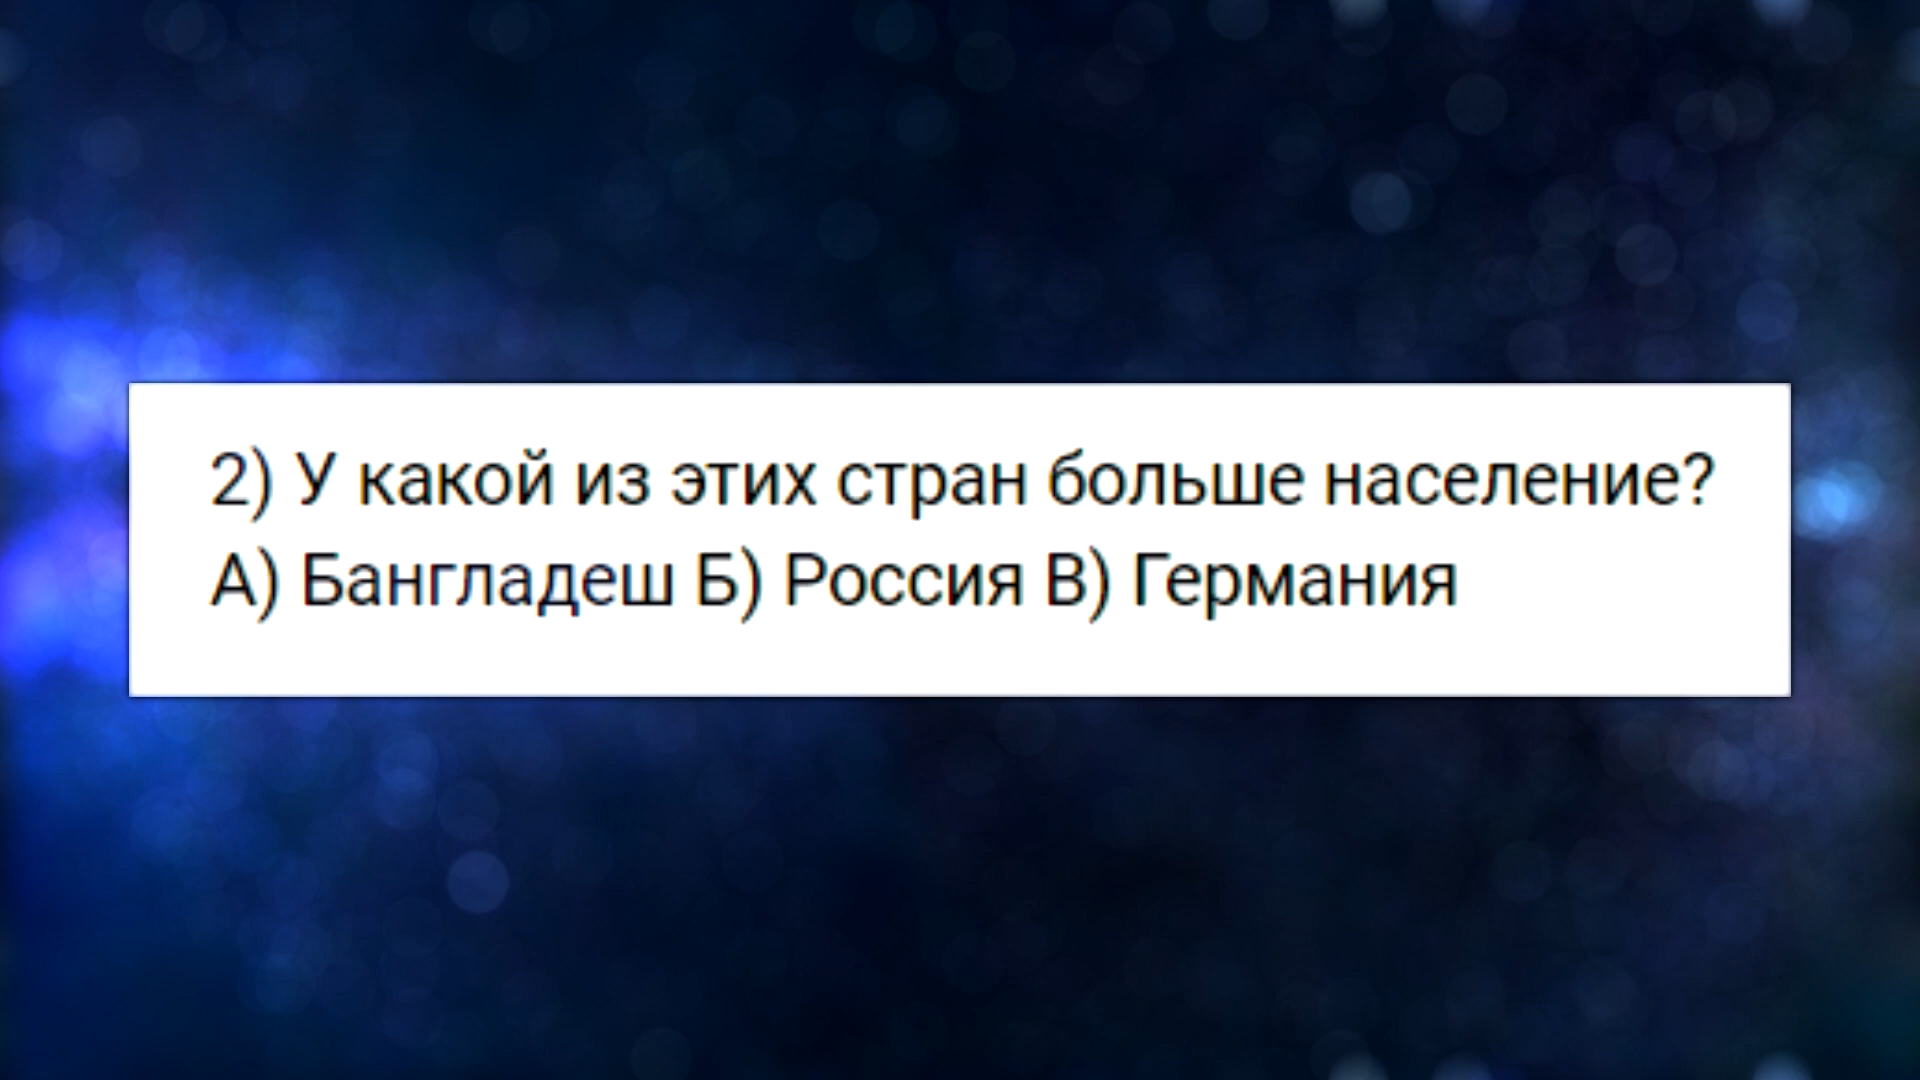 2) У какой из этих стран больше население?
А) Бангладеш Б) Россия В) Германия